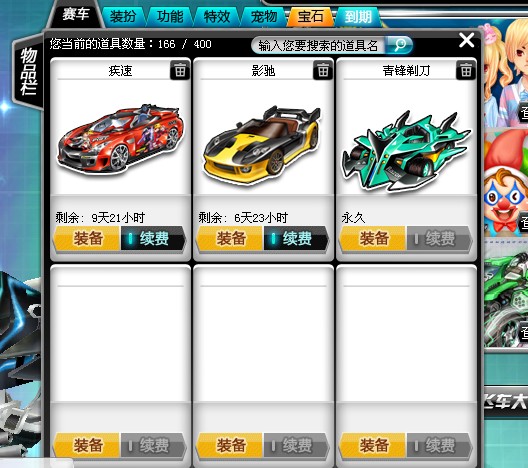 赛车 装扮 功能 特效 宠物 宝石 到期
物品栏
您当前的道具数量：166 / 400 输入您要搜索的道具名
疾速 影驰 青锋剃刀
剩余: 9天21小时 剩余: 6天23小时 永久
装备 续费 装备 续费 装备 续费
装备 续费 装备 续费 装备 续费
飞车大